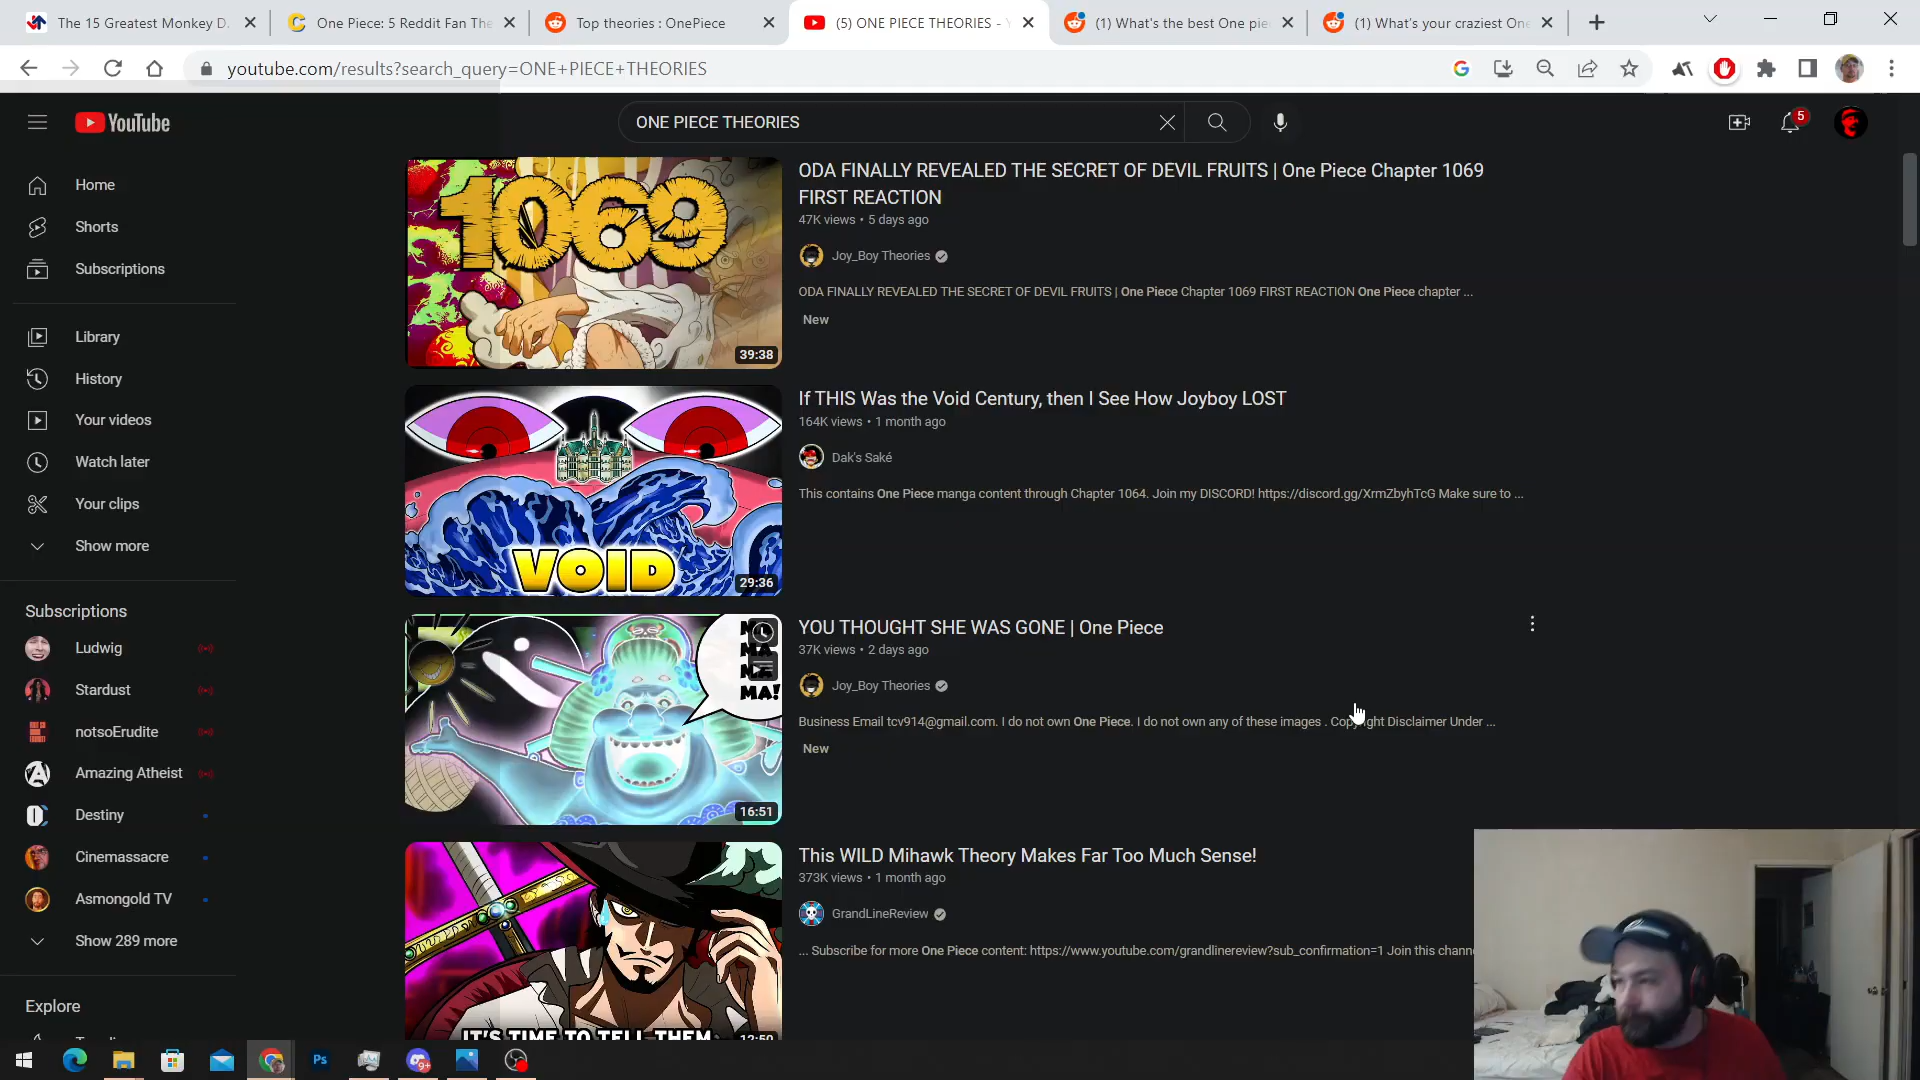 The 15 Greatest Monkey D.
One Piece: 5 Reddit Fan The
Top theories : OnePiece
(5) ONE PIECE THEORIES - Y
(1) What's the best One pie
(1) What's your craziest One
youtube.com/results?search_query=ONE+PIECE+THEORIES
YouTube
ONE PIECE THEORIES
5
Home
Shorts
Subscriptions
Library
History
Your videos
Watch later
Your clips
Show more
Subscriptions
Ludwig
Stardust
notsoErudite
Amazing Atheist
Destiny
Cinemassacre
Asmongold TV
Show 289 more
Explore
1069
39:38
ODA FINALLY REVEALED THE SECRET OF DEVIL FRUITS | One Piece Chapter 1069
FIRST REACTION
47K views • 5 days ago
Joy_Boy Theories
ODA FINALLY REVEALED THE SECRET OF DEVIL FRUITS | One Piece Chapter 1069 FIRST REACTION One Piece chapter ...
New
VOID
29:36
If THIS Was the Void Century, then I See How Joyboy LOST
164K views • 1 month ago
Dak's Saké
This contains One Piece manga content through Chapter 1064. Join my DISCORD! https://discord.gg/XrmZbyhTcG Make sure to ...
MA!
16:51
YOU THOUGHT SHE WAS GONE | One Piece
37K views • 2 days ago
Joy_Boy Theories
Business Email tcv914@gmail.com. I do not own One Piece. I do not own any of these images . Copyright Disclaimer Under ...
New
IT'S TIME TO TELL THEM
12:50
This WILD Mihawk Theory Makes Far Too Much Sense!
373K views • 1 month ago
GrandLineReview
... Subscribe for more One Piece content: https://www.youtube.com/grandlinereview?sub_confirmation=1 Join this chann
Ps
9+